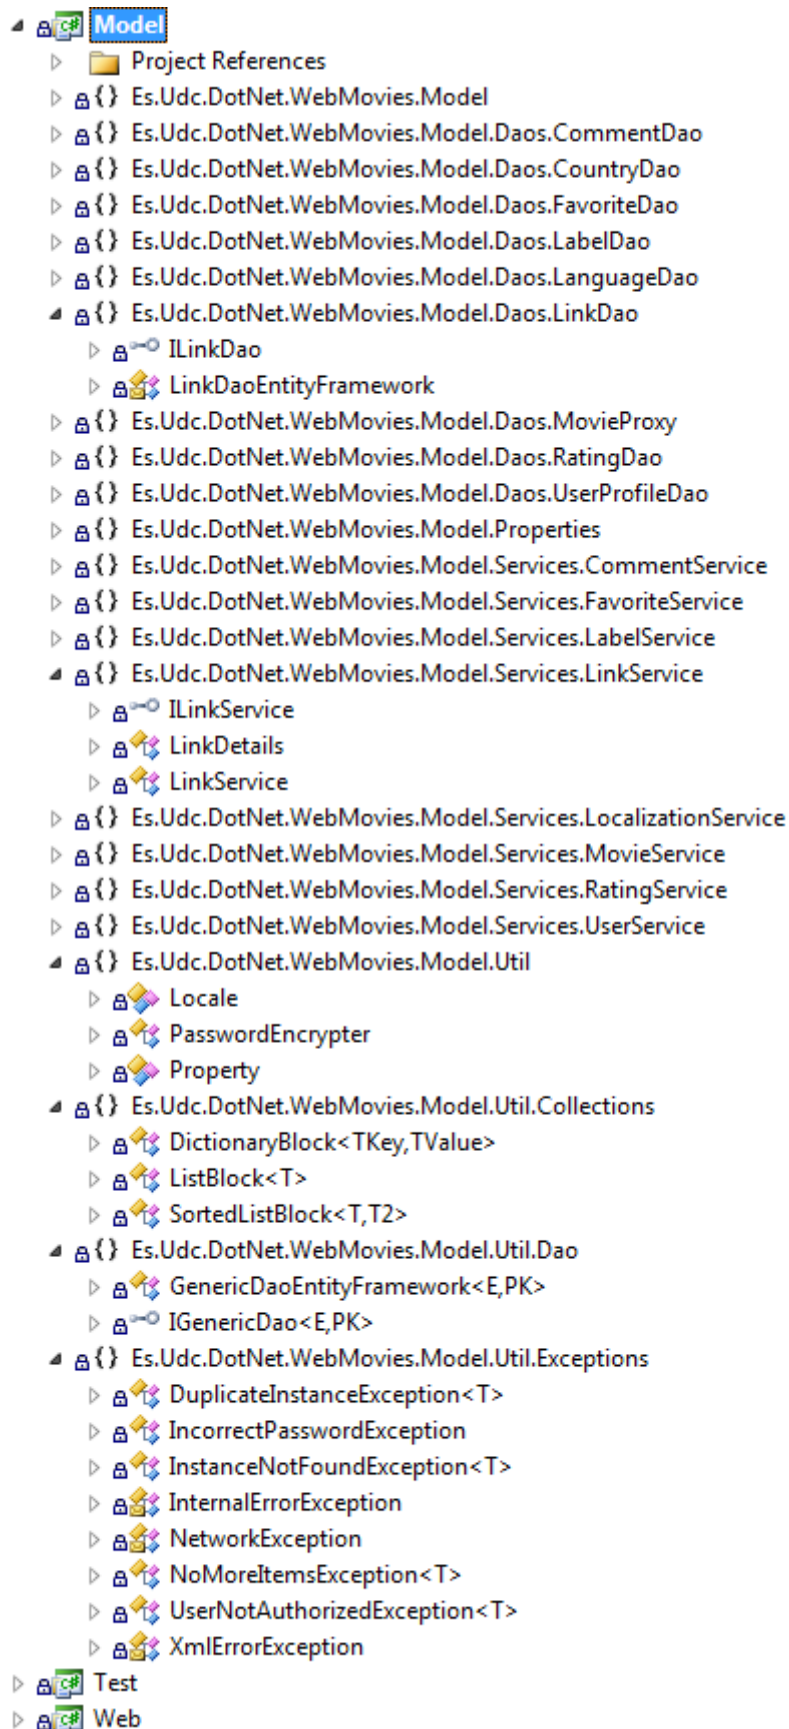 Model
Project References
Es.Udc.DotNet.WebMovies.Model
Es.Udc.DotNet.WebMovies.Model.Daos.CommentDao
Es.Udc.DotNet.WebMovies.Model.Daos.CountryDao
Es.Udc.DotNet.WebMovies.Model.Daos.FavoriteDao
Es.Udc.DotNet.WebMovies.Model.Daos.LabelDao
Es.Udc.DotNet.WebMovies.Model.Daos.LanguageDao
Es.Udc.DotNet.WebMovies.Model.Daos.LinkDao
ILinkDao
LinkDaoEntityFramework
Es.Udc.DotNet.WebMovies.Model.Daos.MovieProxy
Es.Udc.DotNet.WebMovies.Model.Daos.RatingDao
Es.Udc.DotNet.WebMovies.Model.Daos.UserProfileDao
Es.Udc.DotNet.WebMovies.Model.Properties
Es.Udc.DotNet.WebMovies.Model.Services.CommentService
Es.Udc.DotNet.WebMovies.Model.Services.FavoriteService
Es.Udc.DotNet.WebMovies.Model.Services.LabelService
Es.Udc.DotNet.WebMovies.Model.Services.LinkService
ILinkService
LinkDetails
LinkService
Es.Udc.DotNet.WebMovies.Model.Services.LocalizationService
Es.Udc.DotNet.WebMovies.Model.Services.MovieService
Es.Udc.DotNet.WebMovies.Model.Services.RatingService
Es.Udc.DotNet.WebMovies.Model.Services.UserService
Es.Udc.DotNet.WebMovies.Model.Util
Locale
PasswordEncrypter
Property
Es.Udc.DotNet.WebMovies.Model.Util.Collections
DictionaryBlock<TKey,TValue>
ListBlock<T>
SortedListBlock<T,T2>
Es.Udc.DotNet.WebMovies.Model.Util.Dao
GenericDaoEntityFramework<E,PK>
IGenericDao<E,PK>
Es.Udc.DotNet.WebMovies.Model.Util.Exceptions
DuplicateInstanceException<T>
IncorrectPasswordException
InstanceNotFoundException<T>
InternalErrorException
NetworkException
NoMoreItemsException<T>
UserNotAuthorizedException<T>
XmlErrorException
Test
Web